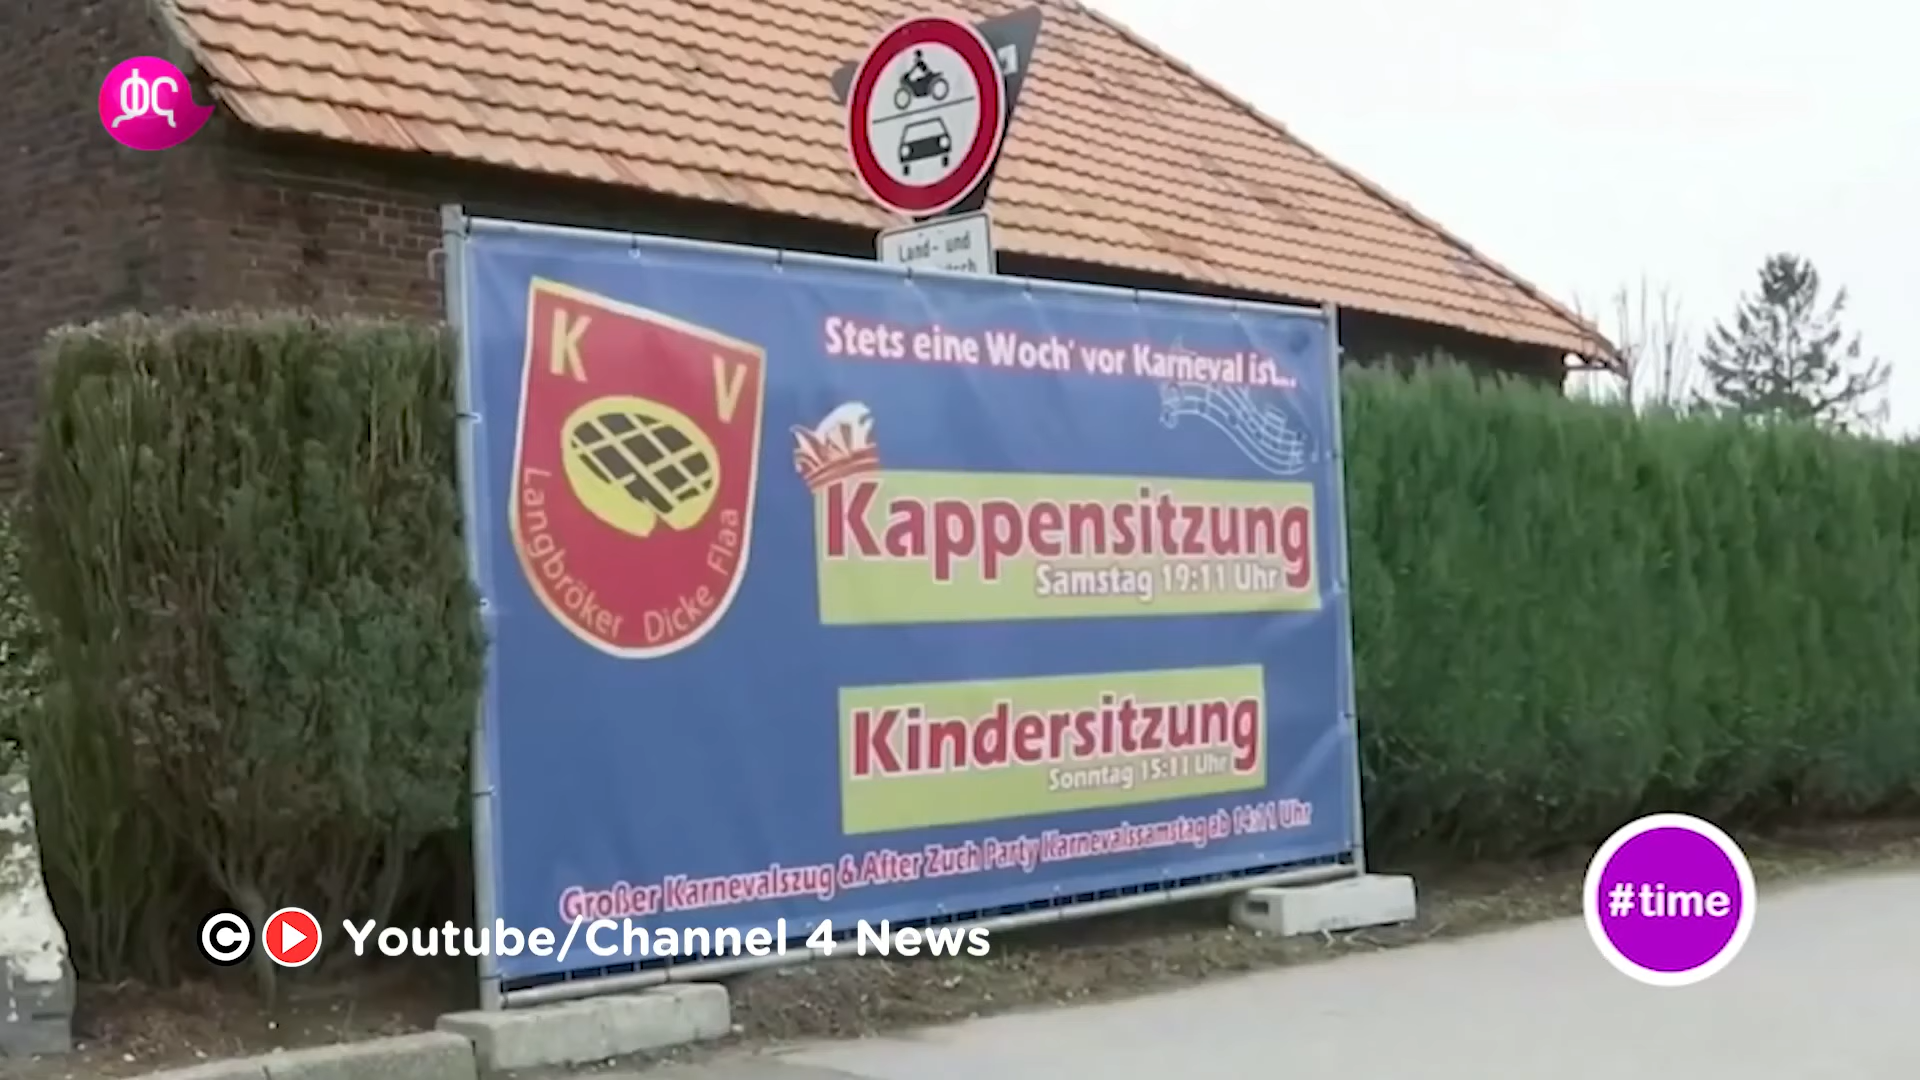 ቃና
Land- und
K V
Langbröker Dicke Flaa
Stets eine Woch' vor Karneval ist...
Kappensitzung
Samstag 19:11 Uhr
Kindersitzung
Sonntag 15:11 Uhr
Großer Karnevalszug & After Zuch Party Karnevalssamstag ab 14:11 Uhr
© Youtube/Channel 4 News
#time